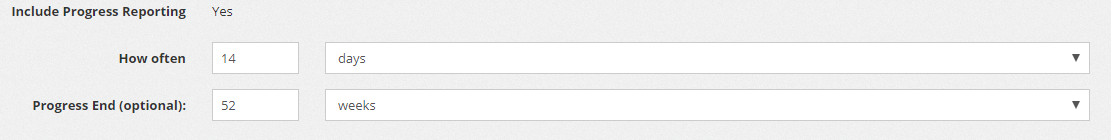 Include Progress Reporting Yes
How often 14 days
Progress End (optional): 52 weeks